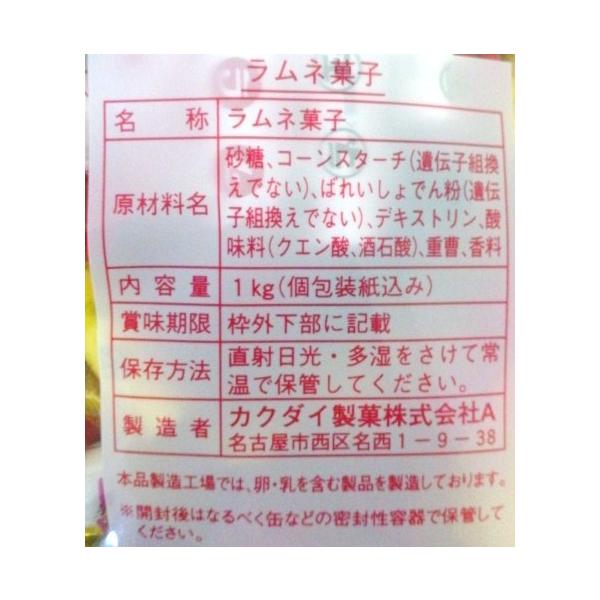 ラムネ菓子
名称 ラムネ菓子
原材料名 砂糖、コーンスターチ(遺伝子組換
えでない)、ばれいしょでん粉(遺伝
子組換えでない)、デキストリン、酸
味料(クエン酸、酒石酸)、重曹、香料
内容量 1kg(個包装紙込み)
賞味期限 枠外下部に記載
保存方法 直射日光・多湿をさけて常
温で保管してください。
製造者 カクダイ製菓株式会社A
名古屋市西区名西1-9-38
本品製造工場では、卵・乳を含む製品を製造しております。
※開封後はなるべく缶などの密封性容器で保管して
ください。